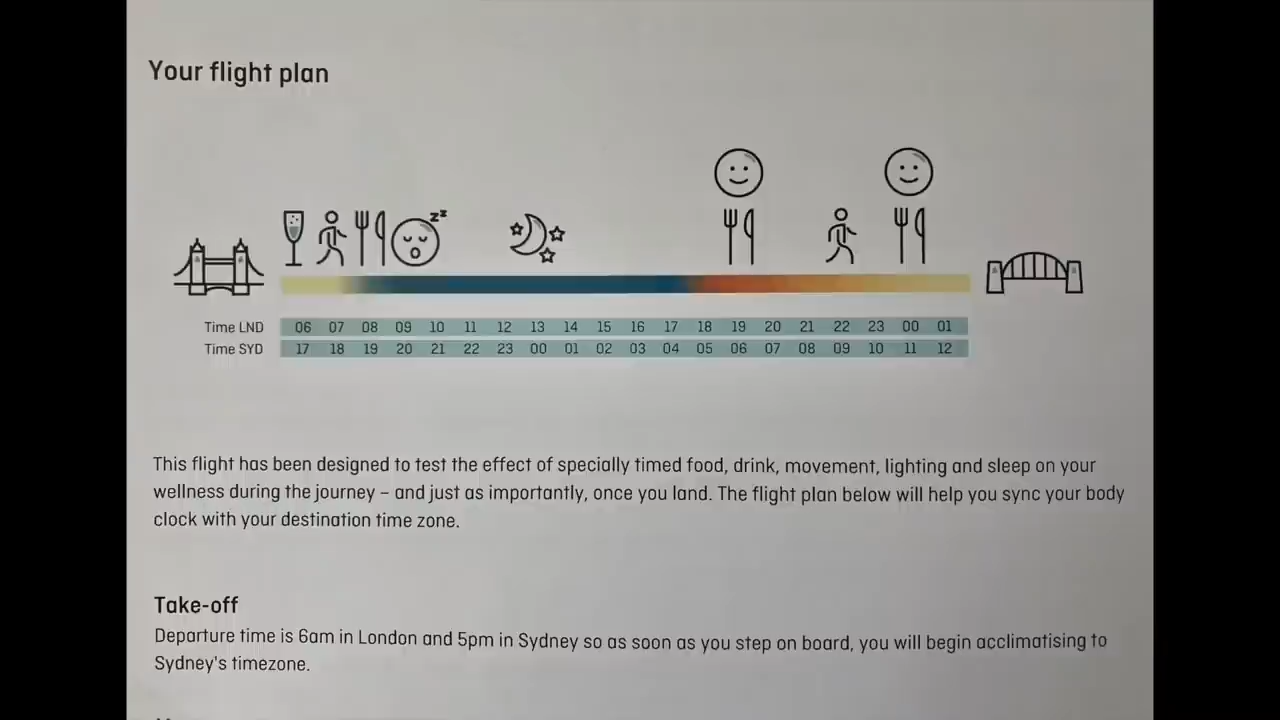 Your flight plan
zz
Time LND 06 07 08 09 10 11 12 13 14 15 16 17 18 19 20 21 22 23 00 01
Time SYD 17 18 19 20 21 22 23 00 01 02 03 04 05 06 07 08 09 10 11 12
This flight has been designed to test the effect of specially timed food, drink, movement, lighting and sleep on your
wellness during the journey – and just as importantly, once you land. The flight plan below will help you sync your body
clock with your destination time zone.
Take-off
Departure time is 6am in London and 5pm in Sydney so as soon as you step on board, you will begin acclimatising to
Sydney's timezone.